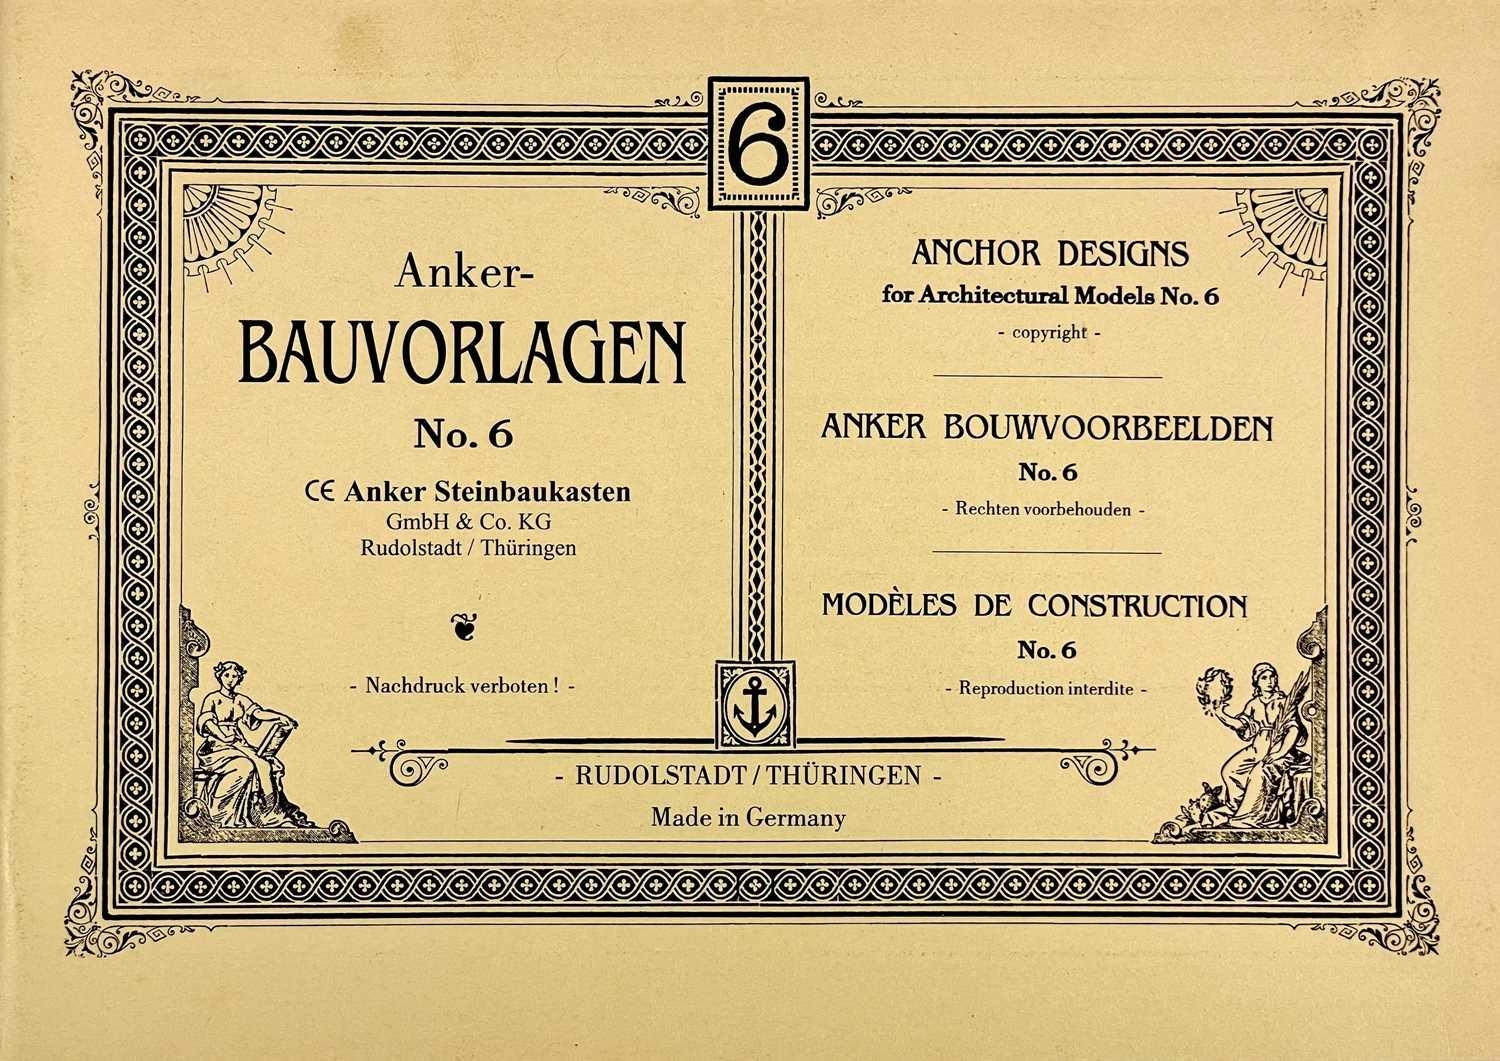 6
Anker-
BAUVORLAGEN
No. 6
CE Anker Steinbaukasten
GmbH & Co. KG
Rudolstadt / Thüringen
- Nachdruck verboten ! -
ANCHOR DESIGNS
for Architectural Models No. 6
- copyright -
ANKER BOUWVOORBEELDEN
No. 6
- Rechten voorbehouden -
MODÈLES DE CONSTRUCTION
No. 6
- Reproduction interdite -
- RUDOLSTADT / THÜRINGEN -
Made in Germany